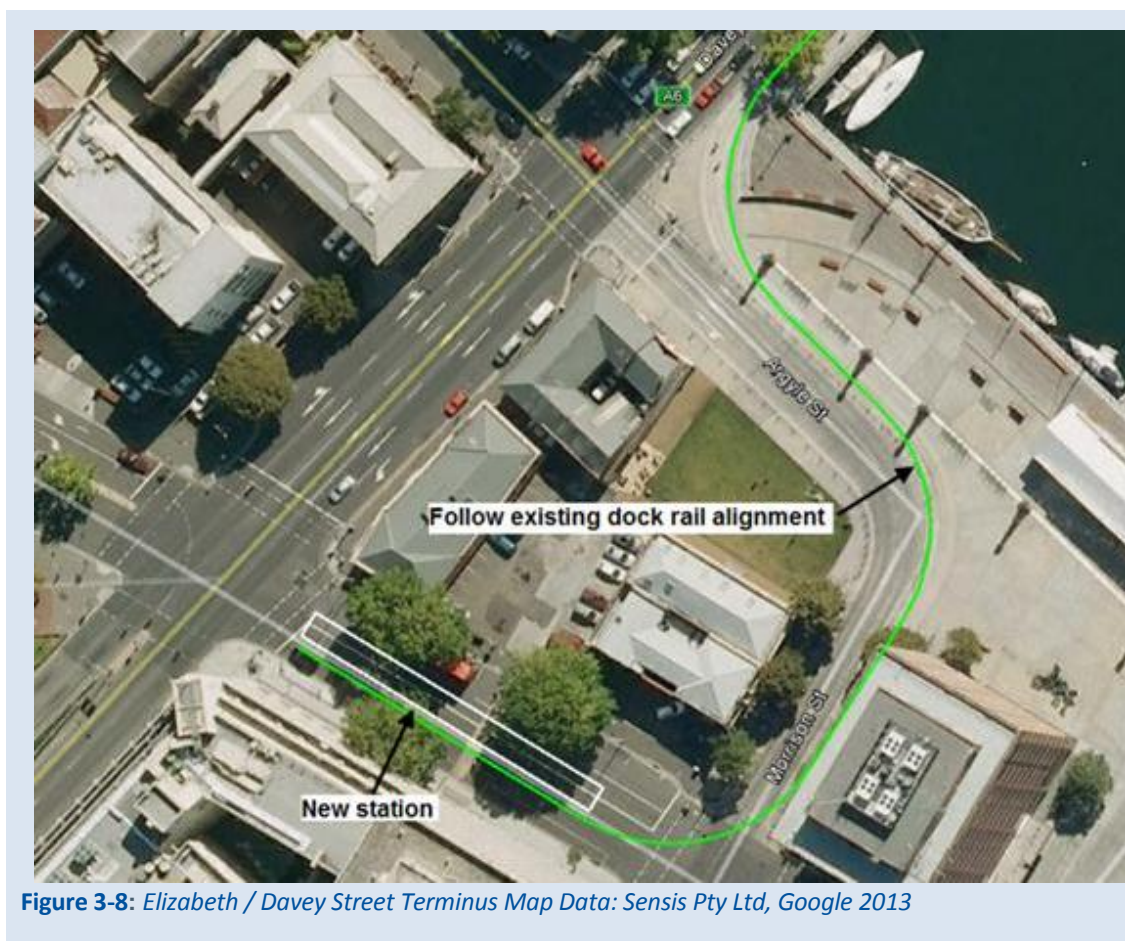 Davey
A6
Argyle St
Follow existing dock rail alignment
Morrison St
New station
Figure 3-8: Elizabeth / Davey Street Terminus Map Data: Sensis Pty Ltd, Google 2013